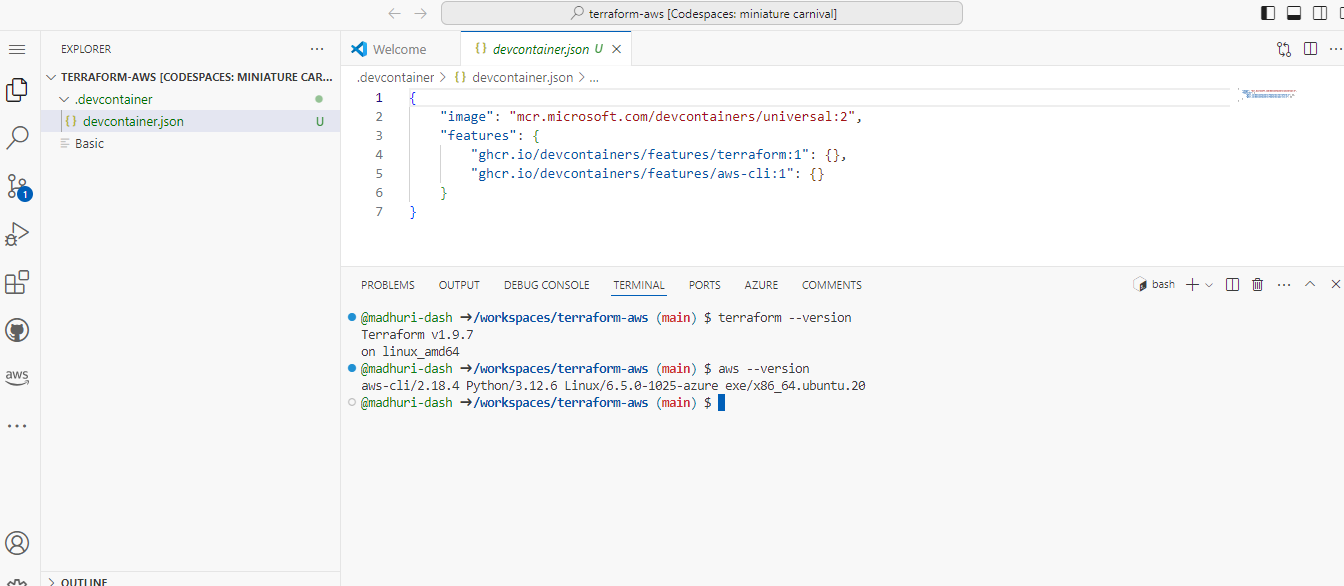 terraform-aws [Codespaces: miniature carnival]
EXPLORER
TERRAFORM-AWS [CODESPACES: MINIATURE CAR...
.devcontainer
devcontainer.json U
Basic
OUTLINE
1
aws
Welcome
{} devcontainer.json U
.devcontainer > {} devcontainer.json > ...
1 {
2 "image": "mcr.microsoft.com/devcontainers/universal:2",
3 "features": {
4 "ghcr.io/devcontainers/features/terraform:1": {},
5 "ghcr.io/devcontainers/features/aws-cli:1": {}
6 }
7 }
PROBLEMS OUTPUT DEBUG CONSOLE TERMINAL PORTS AZURE COMMENTS
bash
@madhuri-dash ➜/workspaces/terraform-aws (main) $ terraform --version
Terraform v1.9.7
on linux_amd64
@madhuri-dash ➜/workspaces/terraform-aws (main) $ aws --version
aws-cli/2.18.4 Python/3.12.6 Linux/6.5.0-1025-azure exe/x86_64.ubuntu.20
@madhuri-dash ➜/workspaces/terraform-aws (main) $